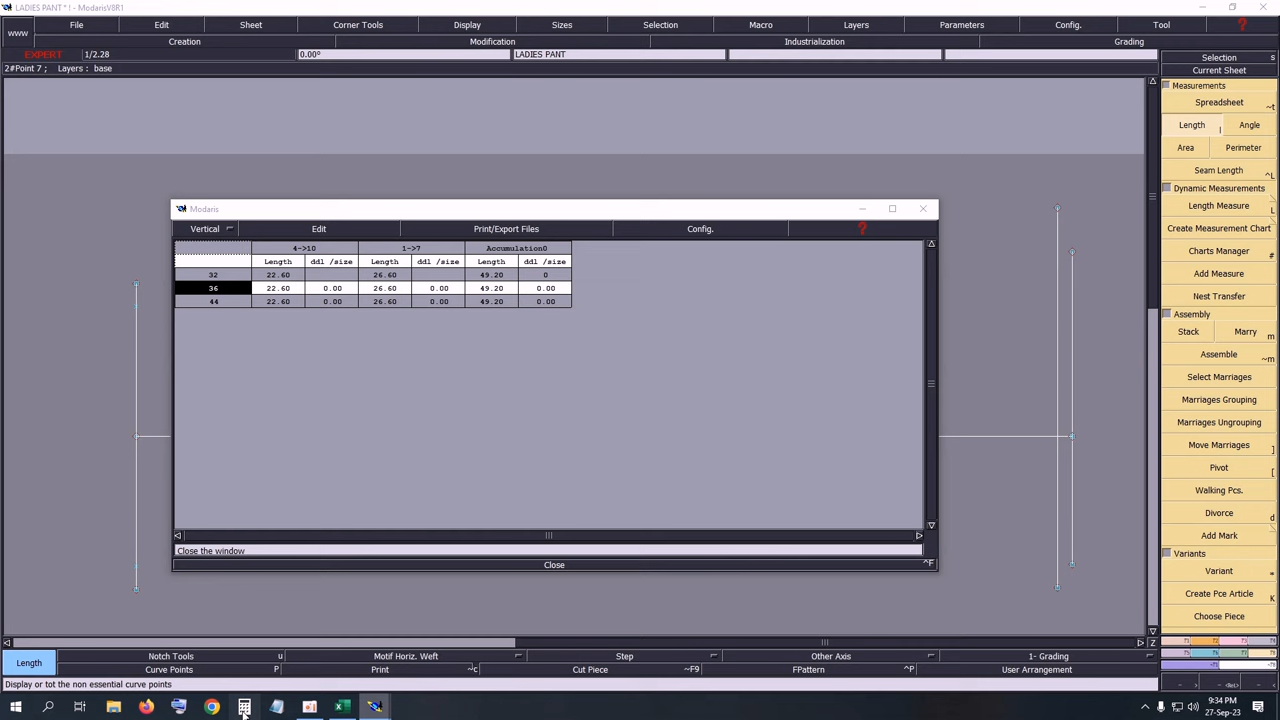 LADIES PANT * ! - ModarisV8R1
www File Edit Sheet Corner Tools Display Sizes Selection Macro Layers Parameters Config. Tool ?
Creation Modification Industrialization Grading
EXPERT 1/2.28 0.00º LADIES PANT
2#Point 7 ; Layers : base
Selection s
Current Sheet
Measurements
Spreadsheet ~t
Length l Angle
Area Perimeter
Seam Length ^L
Dynamic Measurements
Length Measure L
Create Measurement Chart
Charts Manager #
Add Measure
Nest Transfer
Assembly
Stack Marry m
Assemble ~m
Select Marriages
Marriages Grouping
Marriages Ungrouping
Move Marriages ]
Pivot [
Walking Pcs.
Divorce d
Add Mark
Variants
Variant *
Create Pce Article K
Choose Piece
Modaris
Vertical Edit Print/Export Files Config. ?
4->10 1->7 Accumulation0
Length ddl /size Length ddl /size Length ddl /size
32 22.60 26.60 49.20 0
36 22.60 0.00 26.60 0.00 49.20 0.00
44 22.60 0.00 26.60 0.00 49.20 0.00
Close the window
Close ^F
Z
Length Notch Tools u Motif Horiz. Weft Step Other Axis 1- Grading
Curve Points P Print ~c Cut Piece ~F9 FPattern ^P User Arrangement
Display or tot the non essential curve points
9:34 PM
27-Sep-23